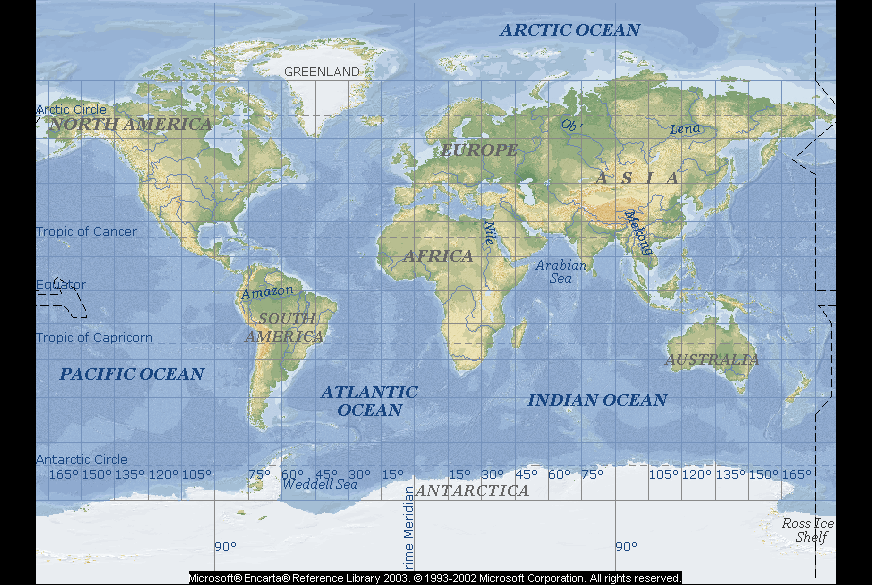 ARCTIC OCEAN
GREENLAND
Arctic Circle
NORTH AMERICA
Ob'
Lena
EUROPE
A S I A
Tropic of Cancer
Nile
Mekong
AFRICA
Arabian
Sea
Equator
Amazon
SOUTH
AMERICA
Tropic of Capricorn
AUSTRALIA
PACIFIC OCEAN
ATLANTIC
OCEAN
INDIAN OCEAN
Antarctic Circle
165° 150° 135° 120° 105° 75° 60° 45° 30° 15° 15° 30° 45° 60° 75° 105° 120° 135° 150° 165°
Weddell Sea
ANTARCTICA
rime Meridian
Ross Ice
Shelf
90° 90°
Microsoft® Encarta® Reference Library 2003. © 1993-2002 Microsoft Corporation. All rights reserved.